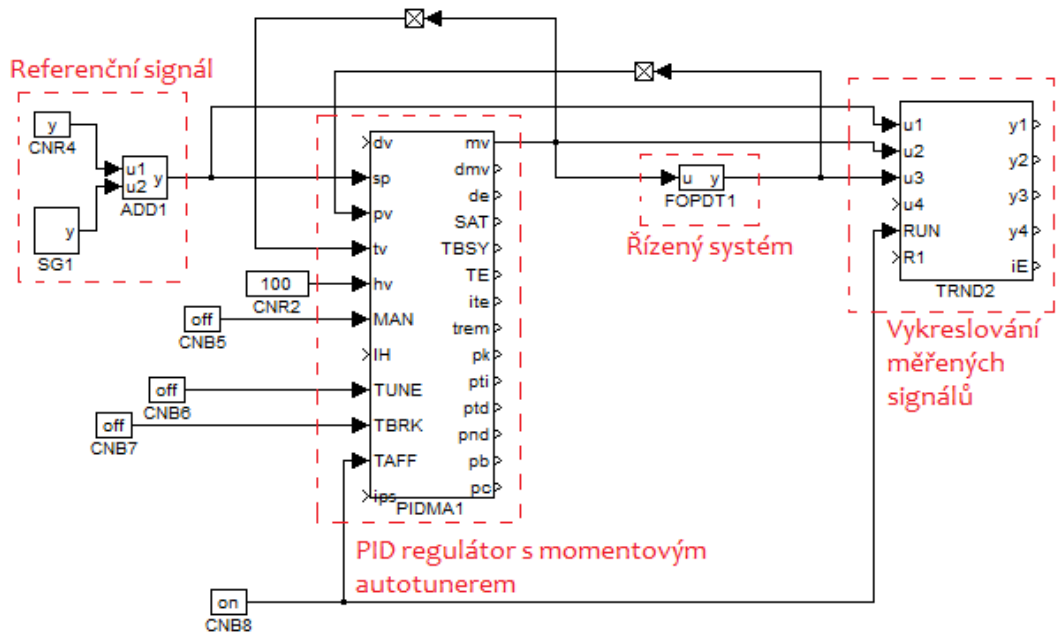 Referenční signál
y
CNR4
u1
u2
y
ADD1
y
SG1
dv
sp
pv
tv
hv
MAN
IH
TUNE
TBRK
TAFF
ips
mv
dmv
de
SAT
TBSY
TE
ite
trem
pk
pti
ptd
pnd
pb
pc
PIDMA1
100
CNR2
off
CNB5
off
CNB6
off
CNB7
on
CNB8
PID regulátor s momentovým
autotunerem
u y
FOPDT1
Řízený systém
u1
u2
u3
u4
RUN
R1
y1
y2
y3
y4
iE
TRND2
Vykreslování
měřených
signálů